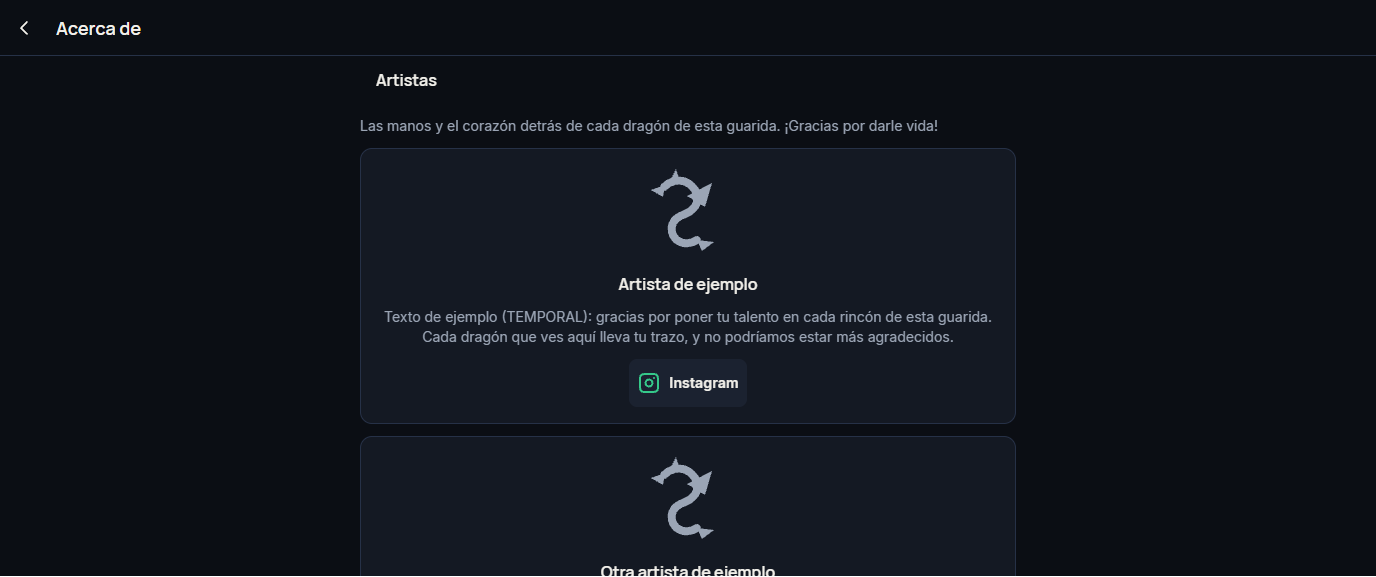 Acerca de
Artistas
Las manos y el corazón detrás de cada dragón de esta guarida. ¡Gracias por darle vida!
Artista de ejemplo
Texto de ejemplo (TEMPORAL): gracias por poner tu talento en cada rincón de esta guarida.
Cada dragón que ves aquí lleva tu trazo, y no podríamos estar más agradecidos.
Instagram
Otra artista de ejemplo